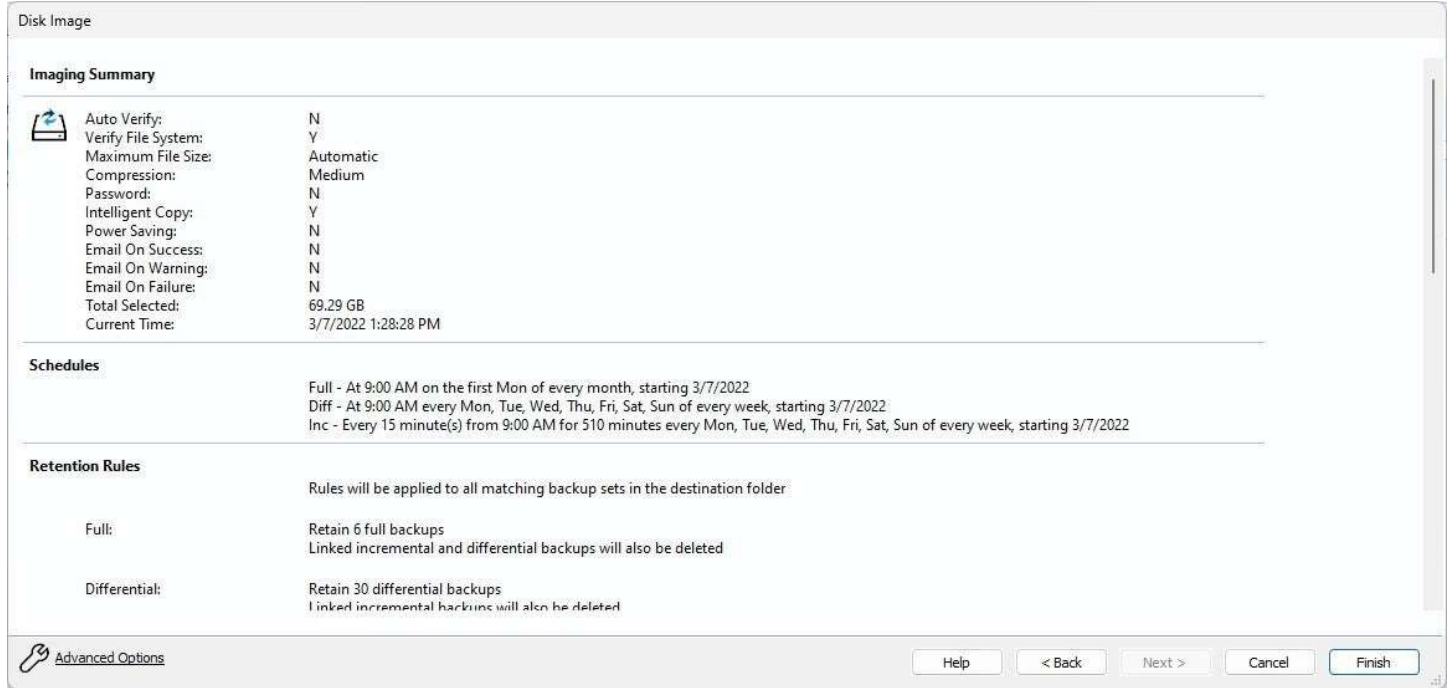 Disk Image
Imaging Summary
Auto Verify: N
Verify File System: Y
Maximum File Size: Automatic
Compression: Medium
Password: N
Intelligent Copy: Y
Power Saving: N
Email On Success: N
Email On Warning: N
Email On Failure: N
Total Selected: 69.29 GB
Current Time: 3/7/2022 1:28:28 PM
Schedules
Full - At 9:00 AM on the first Mon of every month, starting 3/7/2022
Diff - At 9:00 AM every Mon, Tue, Wed, Thu, Fri, Sat, Sun of every week, starting 3/7/2022
Inc - Every 15 minute(s) from 9:00 AM for 510 minutes every Mon, Tue, Wed, Thu, Fri, Sat, Sun of every week, starting 3/7/2022
Retention Rules
Rules will be applied to all matching backup sets in the destination folder
Full: Retain 6 full backups
Linked incremental and differential backups will also be deleted
Differential: Retain 30 differential backups
Linked incremental backups will also be deleted
Advanced Options Help < Back Next > Cancel Finish